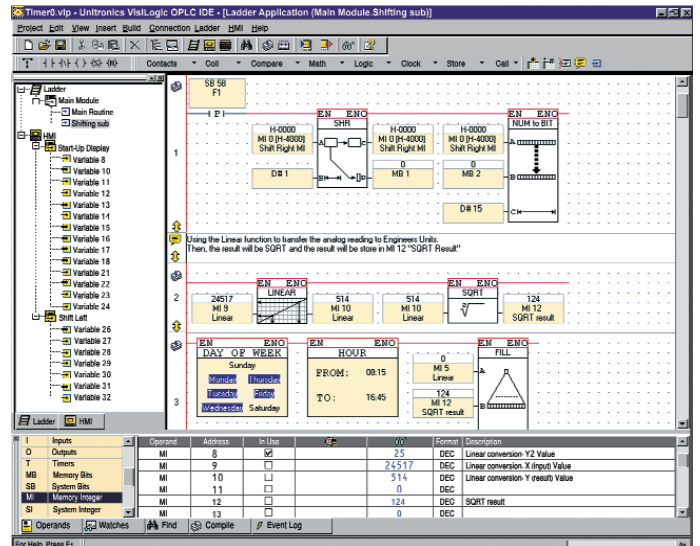 Timer0.vlp - Unitronics VisiLogic OPLC IDE - [Ladder Application (Main Module.Shifting sub)]
Project Edit View Insert Build Connection Ladder HMI Help
Contacts Coil Compare Math Logic Clock Store Call
Ladder
Main Module
Main Routine
Shifting sub
HMI
Start-Up Display
Variable 8
Variable 10
Variable 11
Variable 12
Variable 13
Variable 14
Variable 15
Variable 16
Variable 17
Variable 18
Variable 21
Variable 22
Variable 23
Variable 24
Shift Left
Variable 26
Variable 27
Variable 28
Variable 29
Variable 30
Variable 31
Variable 32
Ladder HMI
1
SB 58
F1
P
EN ENO
SHR
H-0000
MI 0 [H-4000]
Shift Right MI
A
C
H-0000
MI 0 [H-4000]
Shift Right MI
D# 1
B
D
0
MB 1
EN ENO
NUM to BIT
H-0000
MI 0 [H-4000]
Shift Right MI
A
0
MB 2
B
D# 15
C
Using the Linear function to transfer the analog reading to Engineers Units.
Then, the result will be SQRT and the result will be store in MI 12 "SQRT Result"
2
EN ENO
LINEAR
24517
MI 9
Linear
514
MI 10
Linear
EN ENO
SQRT
514
MI 10
Linear
124
MI 12
SQRT result
3
EN ENO
DAY OF WEEK
Sunday
Monday Thursday
Tuesday Friday
Wednesday Saturday
EN ENO
HOUR
FROM: 08:15
TO: 16:45
EN ENO
FILL
0
MI 5
Linear
A
124
MI 12
SQRT result
B
I Inputs
O Outputs
T Timers
MB Memory Bits
SB System Bits
MI Memory Integer
SI System Integer
Operand Address In Use Format Description
MI 8 25 DEC Linear conversion- Y2 Value
MI 9 24517 DEC Linear conversion- X (input) Value
MI 10 514 DEC Linear conversion- Y (result) Value
MI 11 0 DEC
MI 12 124 DEC SQRT result
MI 13 0 DEC
Operands Watches Find Compile Event Log
For Help, Press F1